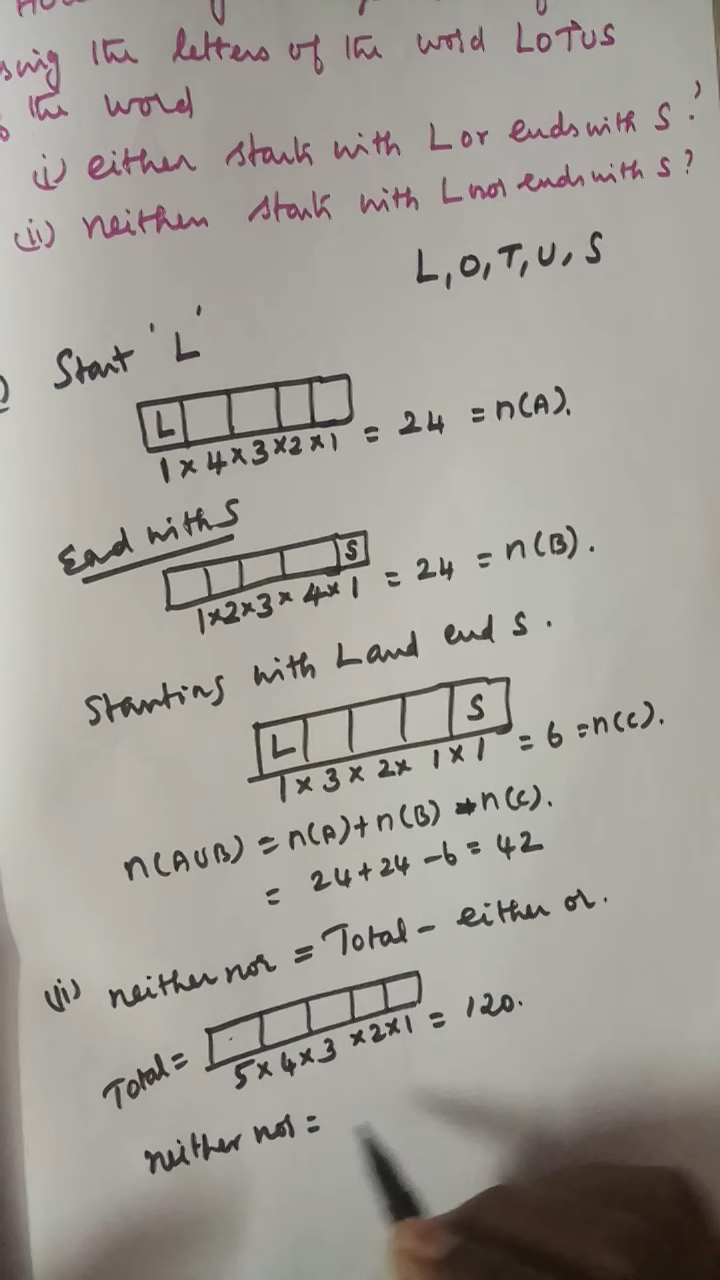 the letters of the word LOTUS
the word
(i) either starts with L or ends with S?
(ii) neither starts with L nor ends with S?
L, O, T, U, S
Start 'L'
L
1 × 4 × 3 × 2 × 1 = 24 = n(A).
End with S
S
1×2×3× 4× 1 = 24 = n(B).
Starting with L and end S.
L S
1 × 3 × 2 × 1 × 1 = 6 = n(C).
n(AUB) = n(A) + n(B) - n(C).
= 24 + 24 - 6 = 42
(ii) neither nor = Total - either or.
Total =
5 × 4 × 3 × 2 × 1 = 120.
neither nor =